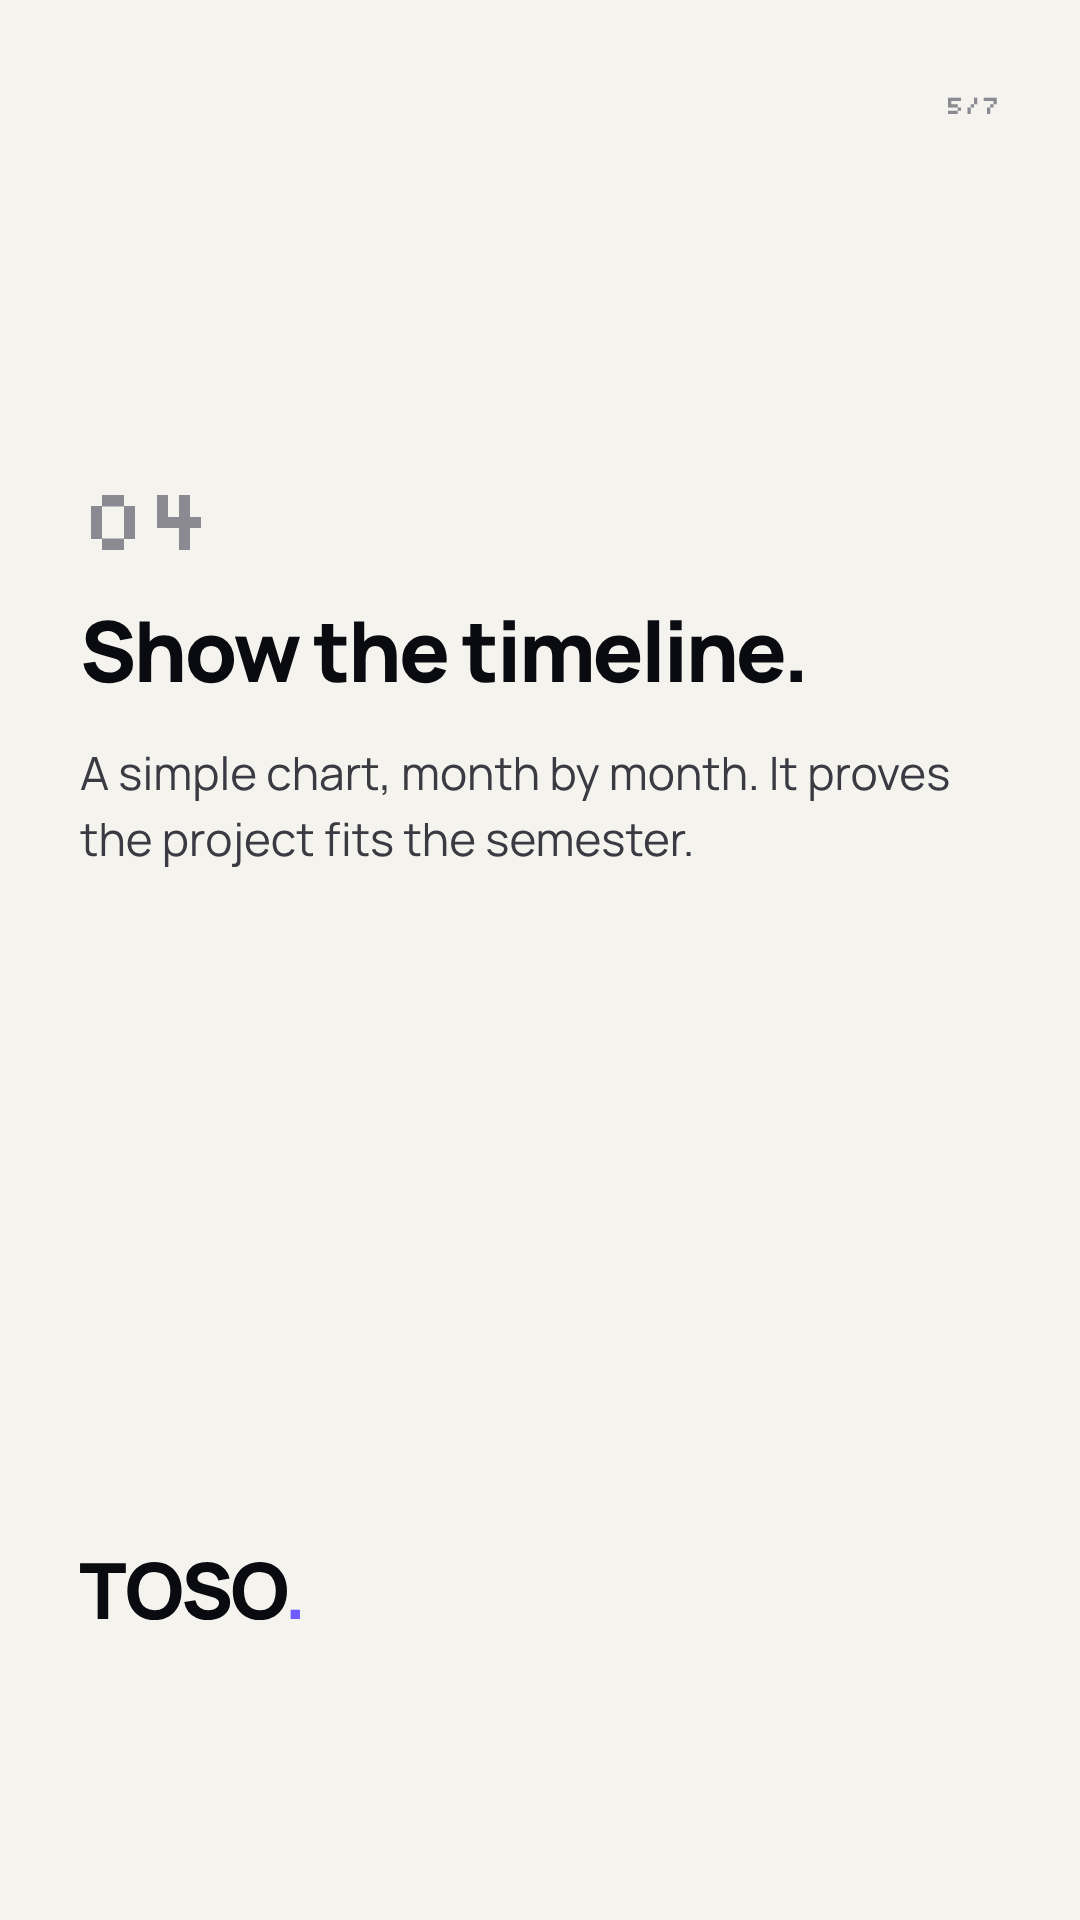 5/7
04
Show the timeline.
A simple chart, month by month. It proves
the project fits the semester.
TOSO.